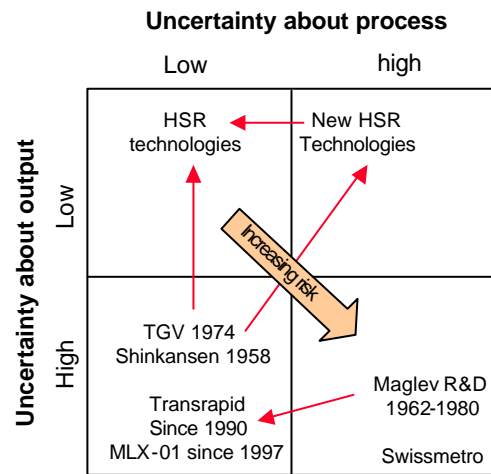 Uncertainty about process
Low
high
Uncertainty about output
Low
High
HSR
technologies
New HSR
Technologies
Increasing risk
TGV 1974
Shinkansen 1958
Transrapid
Since 1990
MLX-01 since 1997
Maglev R&D
1962-1980
Swissmetro